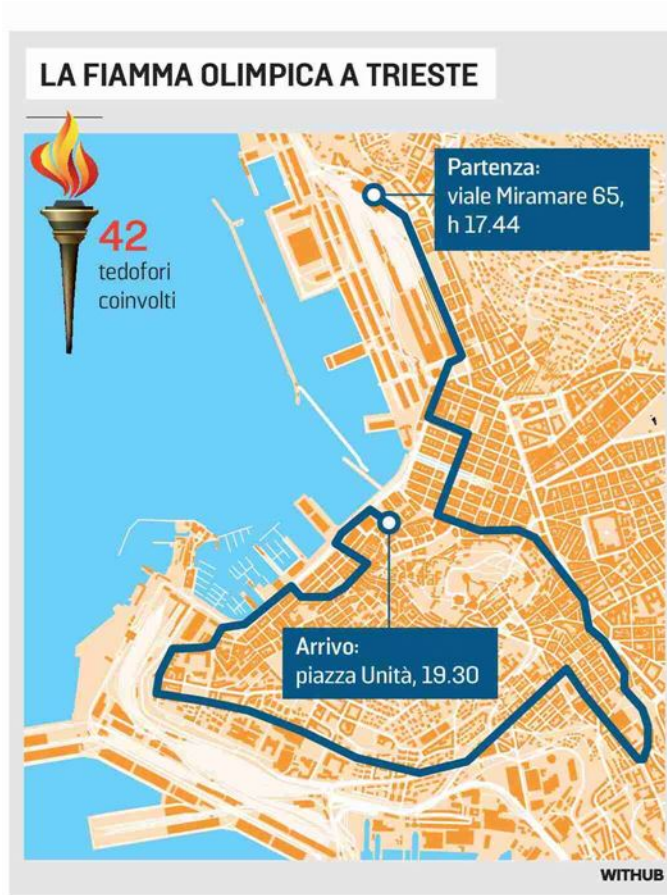 LA FIAMMA OLIMPICA A TRIESTE
42
tedofori
coinvolti
Partenza:
viale Miramare 65,
h 17.44
Arrivo:
piazza Unità, 19.30
WITHUB